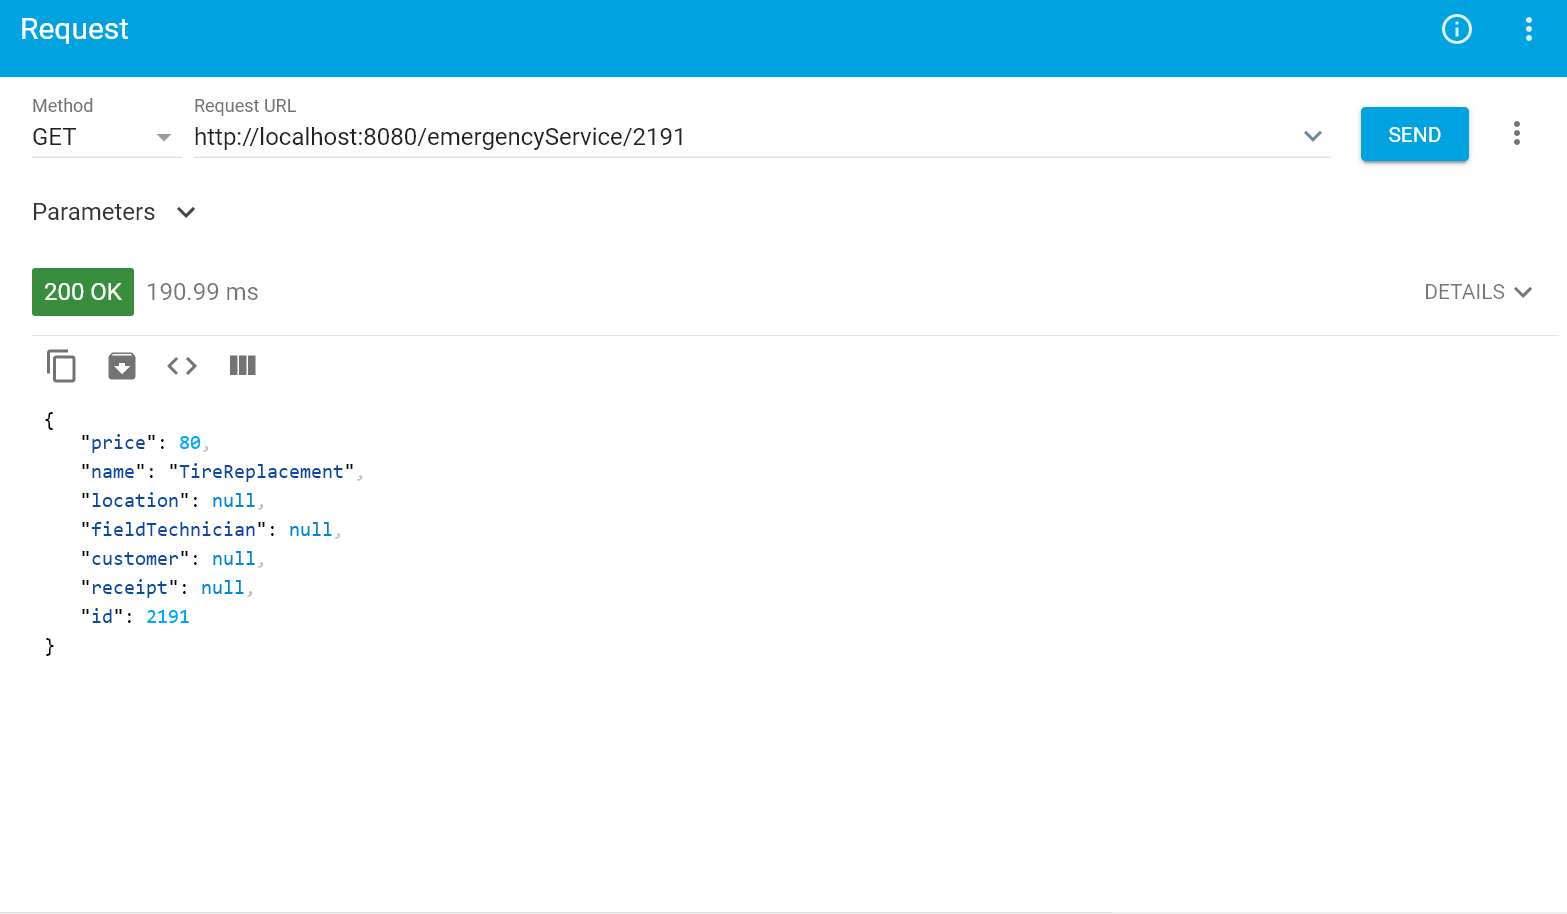 Request
Method
Request URL
GET
http://localhost:8080/emergencyService/2191
SEND
Parameters
200 OK 190.99 ms
DETAILS
{
"price": 80,
"name": "TireReplacement",
"location": null,
"fieldTechnician": null,
"customer": null,
"receipt": null,
"id": 2191
}